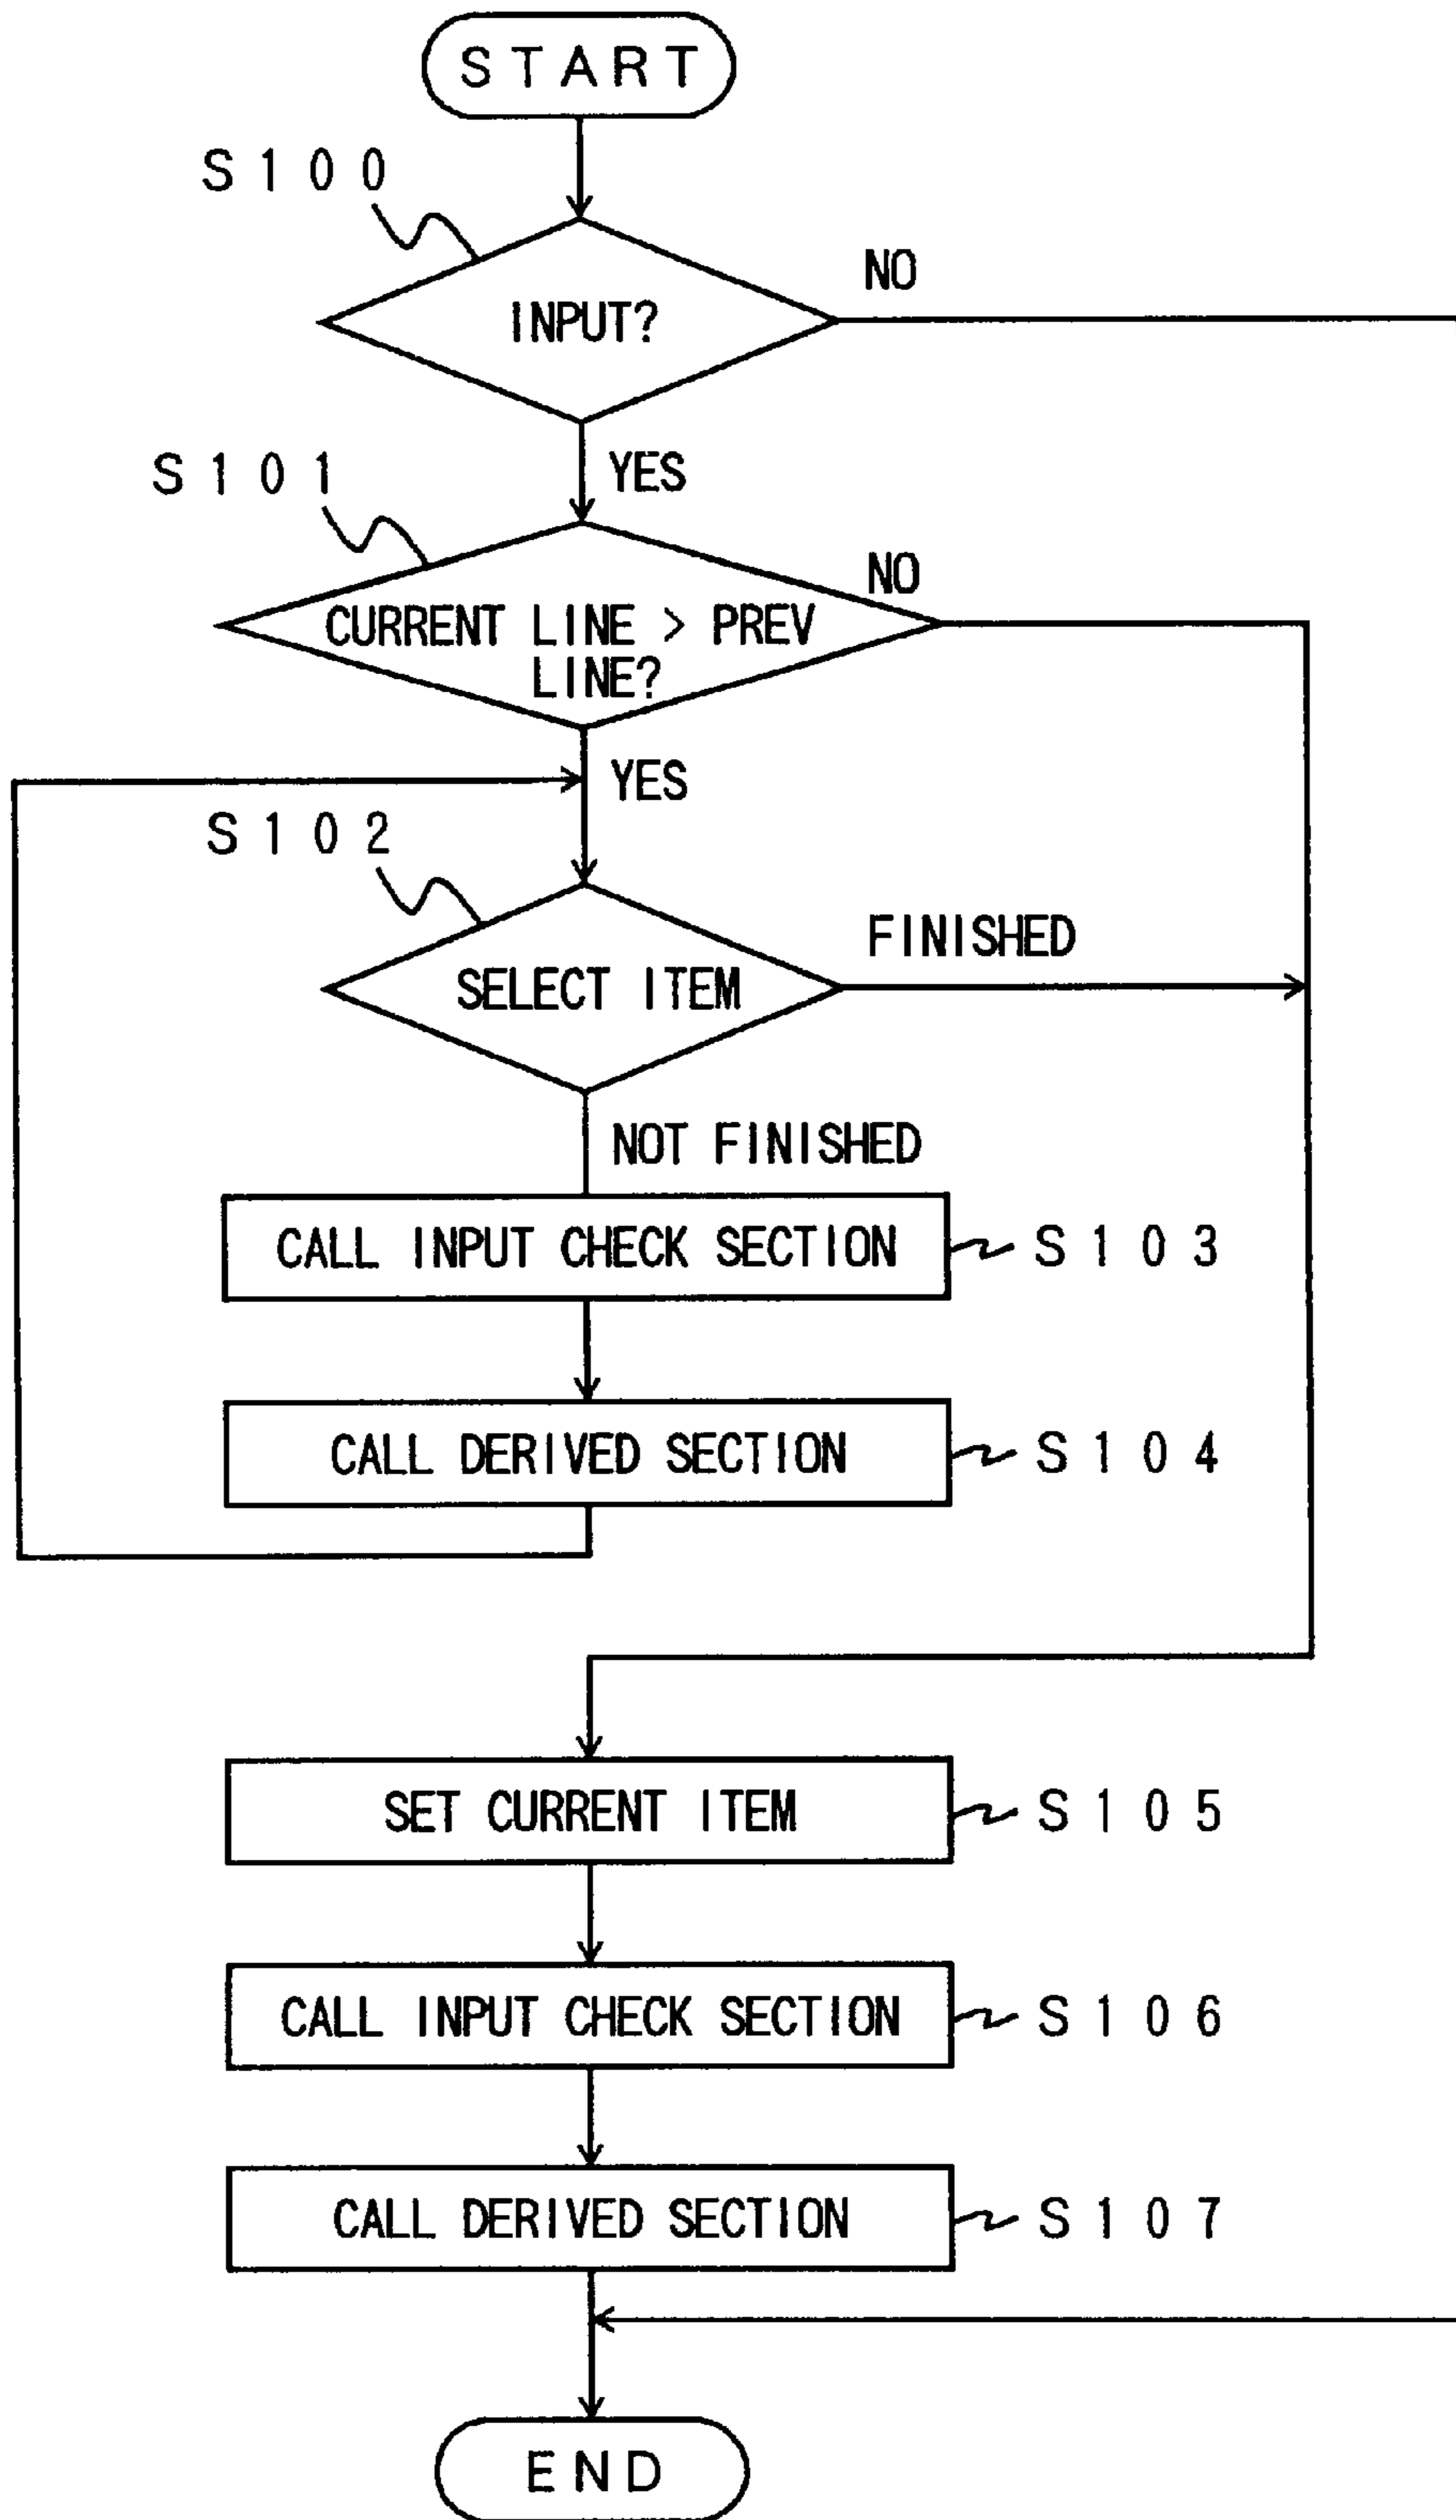 START
S100
NO
INPUT?
YES
S101
NO
CURRENT LINE > PREV
LINE?
YES
S102
FINISHED
SELECT ITEM
NOT FINISHED
CALL INPUT CHECK SECTION
S103
CALL DERIVED SECTION
S104
SET CURRENT ITEM
S105
CALL INPUT CHECK SECTION
S106
CALL DERIVED SECTION
S107
END